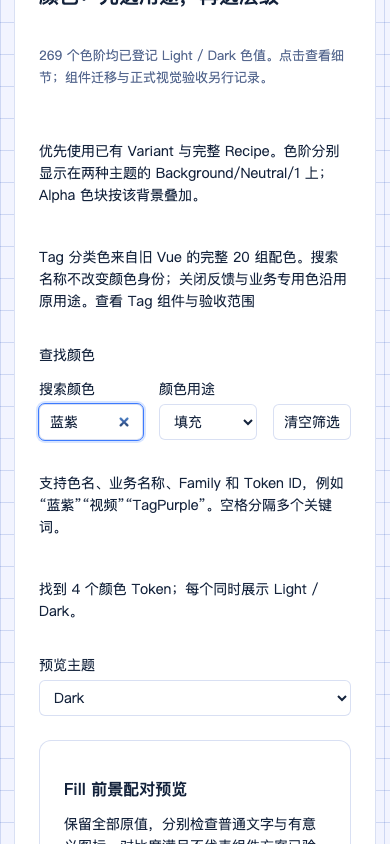 颜色：先选用途，再选层级
269 个色阶均已登记 Light / Dark 色值。点击查看细
节；组件迁移与正式视觉验收另行记录。
优先使用已有 Variant 与完整 Recipe。色阶分别
显示在两种主题的 Background/Neutral/1 上；
Alpha 色块按该背景叠加。
Tag 分类色来自旧 Vue 的完整 20 组配色。搜索
名称不改变颜色身份；关闭反馈与业务专用色沿用
原用途。查看 Tag 组件与验收范围
查找颜色
搜索颜色 颜色用途
蓝紫 填充 清空筛选
支持色名、业务名称、Family 和 Token ID，例如
“蓝紫”“视频”“TagPurple”。空格分隔多个关键
词。
找到 4 个颜色 Token；每个同时展示 Light /
Dark。
预览主题
Dark
Fill 前景配对预览
保留全部原值，分别检查普通文字与有意